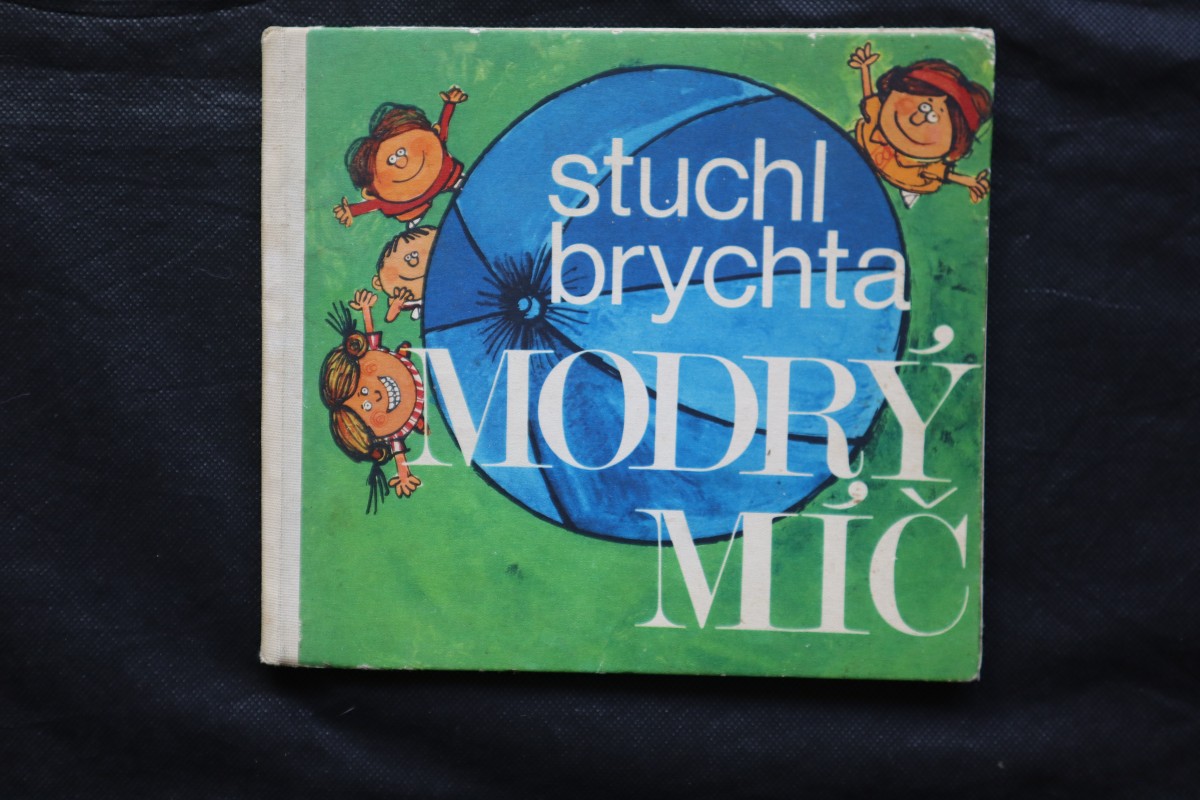 stuchl
brychta
MODRÝ
MÍČ